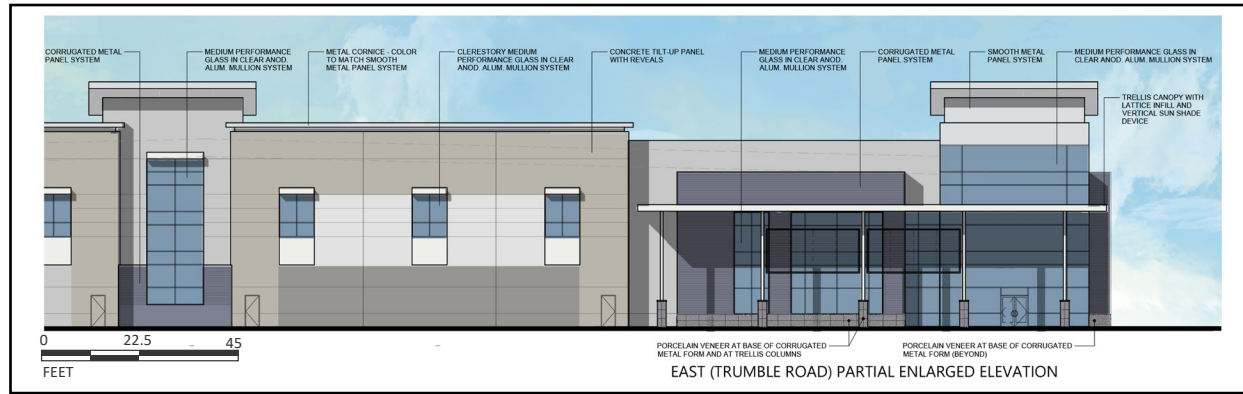 CORRUGATED METAL
PANEL SYSTEM
MEDIUM PERFORMANCE
GLASS IN CLEAR ANOD.
ALUM. MULLION SYSTEM
METAL CORNICE - COLOR
TO MATCH SMOOTH
METAL PANEL SYSTEM
CLERESTORY MEDIUM
PERFORMANCE GLASS IN CLEAR
ANOD. ALUM. MULLION SYSTEM
CONCRETE TILT-UP PANEL
WITH REVEALS
MEDIUM PERFORMANCE
GLASS IN CLEAR ANOD.
ALUM. MULLION SYSTEM
CORRUGATED METAL
PANEL SYSTEM
SMOOTH METAL
PANEL SYSTEM
MEDIUM PERFORMANCE GLASS IN
CLEAR ANOD. ALUM. MULLION SYSTEM
TRELLIS CANOPY WITH
LATTICE INFILL AND
VERTICAL SUN SHADE
DEVICE
0 22.5 45
FEET
PORCELAIN VENEER AT BASE OF CORRUGATED
METAL FORM AND AT TRELLIS COLUMNS
PORCELAIN VENEER AT BASE OF CORRUGATED
METAL FORM (BEYOND)
EAST (TRUMBLE ROAD) PARTIAL ENLARGED ELEVATION